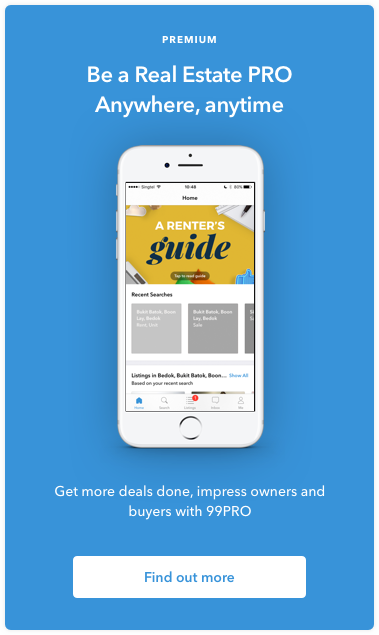 PREMIUM
Be a Real Estate PRO
Anywhere, anytime
Singtel
10:48
80%
Home
A RENTER'S
guide
Tap to read guide
Recent Searches
Bukit Batok, Boon
Lay, Bedok
Rent, Unit
Bukit Batok, Boon
Lay, Bedok
Sale
Listings in Bedok, Bukit Batok, Boon... Show All
Based on your recent search
1
Home Search Listings Inbox Me
Get more deals done, impress owners and
buyers with 99PRO
Find out more